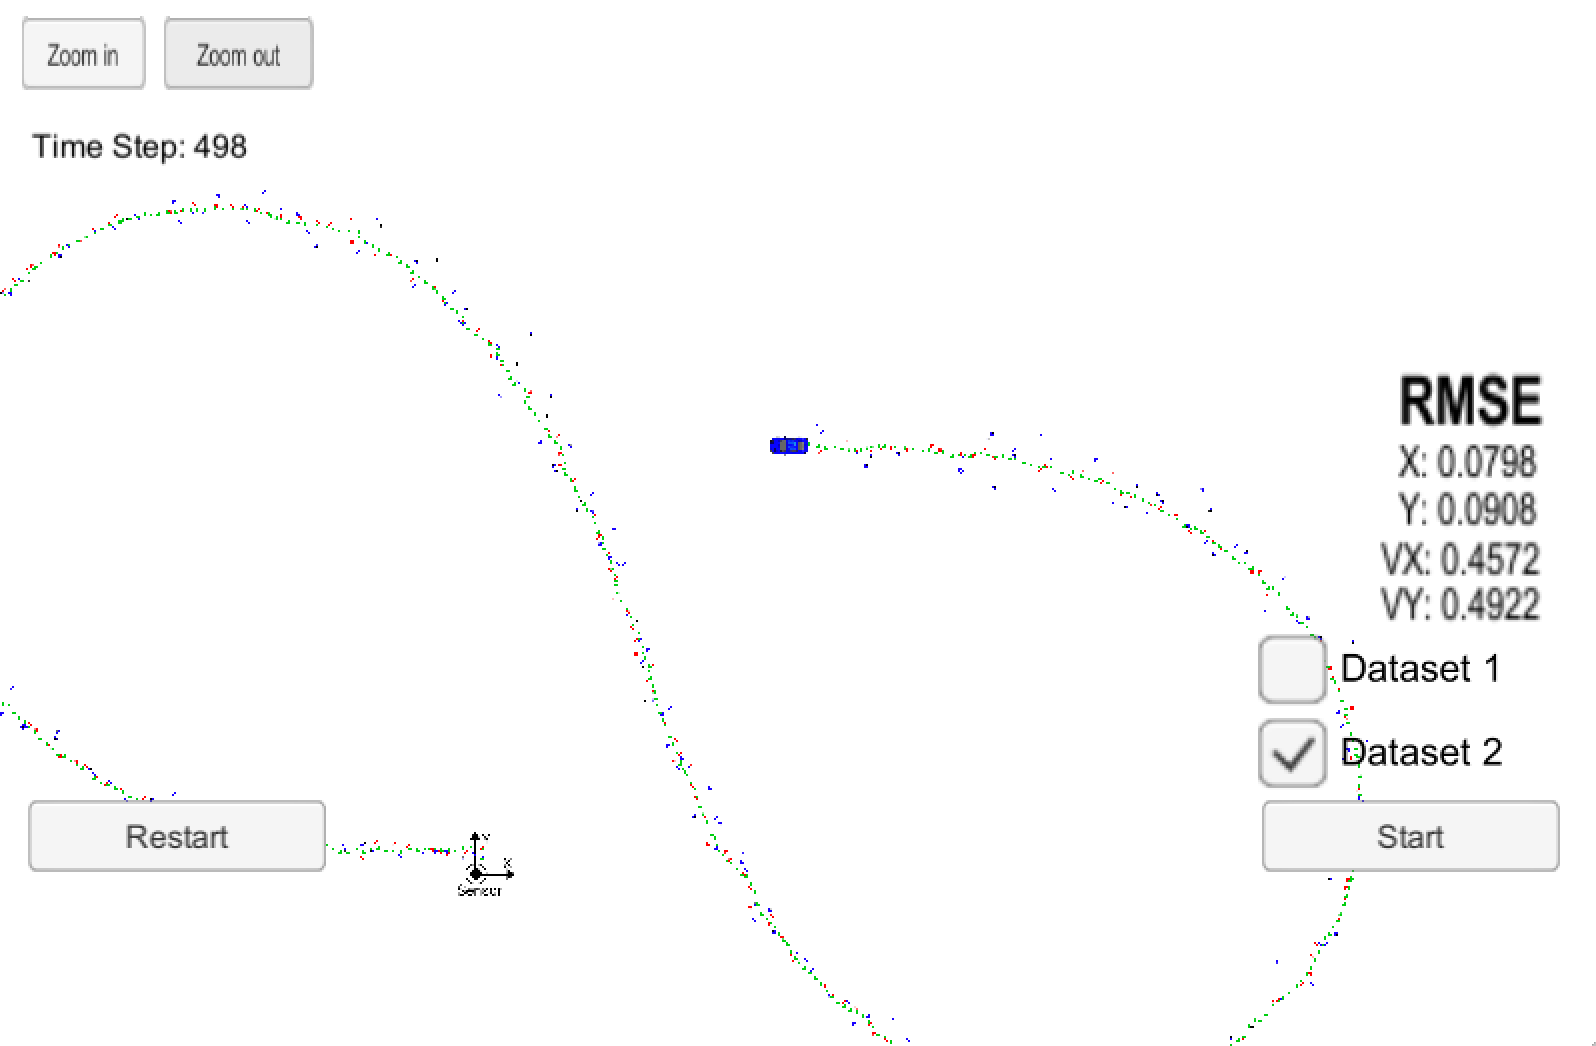 Zoom in
Zoom out
Time Step: 498
RMSE
X: 0.0798
Y: 0.0908
VX: 0.4572
VY: 0.4922
Dataset 1
Dataset 2
Restart
Start
Y
X
Sensor